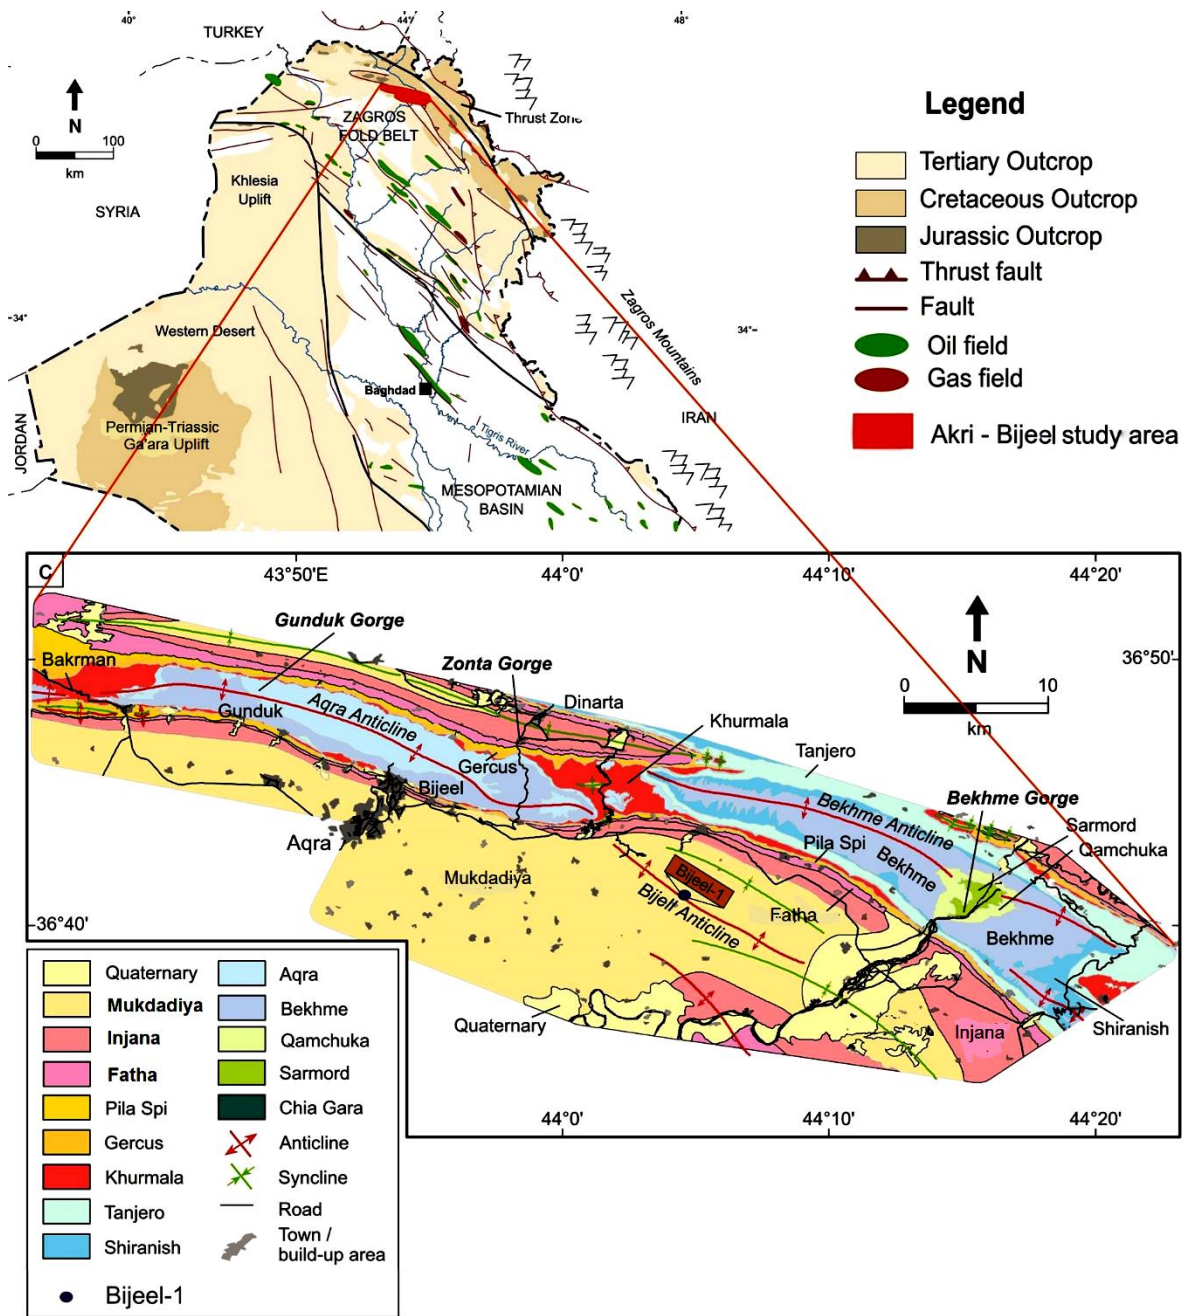 40°
44°
48°
TURKEY
N
0 100
km
ZAGROS
FOLD BELT
Thrust Zone
Khlesia
Uplift
SYRIA
34°
Western Desert
34°
Zagros Mountains
Baghdad
Permian-Triassic
Ga'ara Uplift
JORDAN
Tigris River
IRAN
MESOPOTAMIAN
BASIN
Legend
Tertiary Outcrop
Cretaceous Outcrop
Jurassic Outcrop
Thrust fault
Fault
Oil field
Gas field
Akri - Bijeel study area
C
43°50'E
44°0'
44°10'
44°20'
Gunduk Gorge
Bakrman
Zonta Gorge
N
36°50'
0 10
km
Dinarta
Gunduk
Aqra Anticline
Khurmala
Tanjero
Gercus
Bijeel
Bekhme Anticline
Bekhme Gorge
Sarmord
Qamchuka
Aqra
Pila Spi
Bekhme
Mukdadiya
Bijeel-1
Fatha
Bijell Anticline
36°40'
Bekhme
Quaternary
Injana
Shiranish
44°0'
44°10'
44°20'
Quaternary
Mukdadiya
Injana
Fatha
Pila Spi
Gercus
Khurmala
Tanjero
Shiranish
Bijeel-1
Aqra
Bekhme
Qamchuka
Sarmord
Chia Gara
Anticline
Syncline
Road
Town /
build-up area